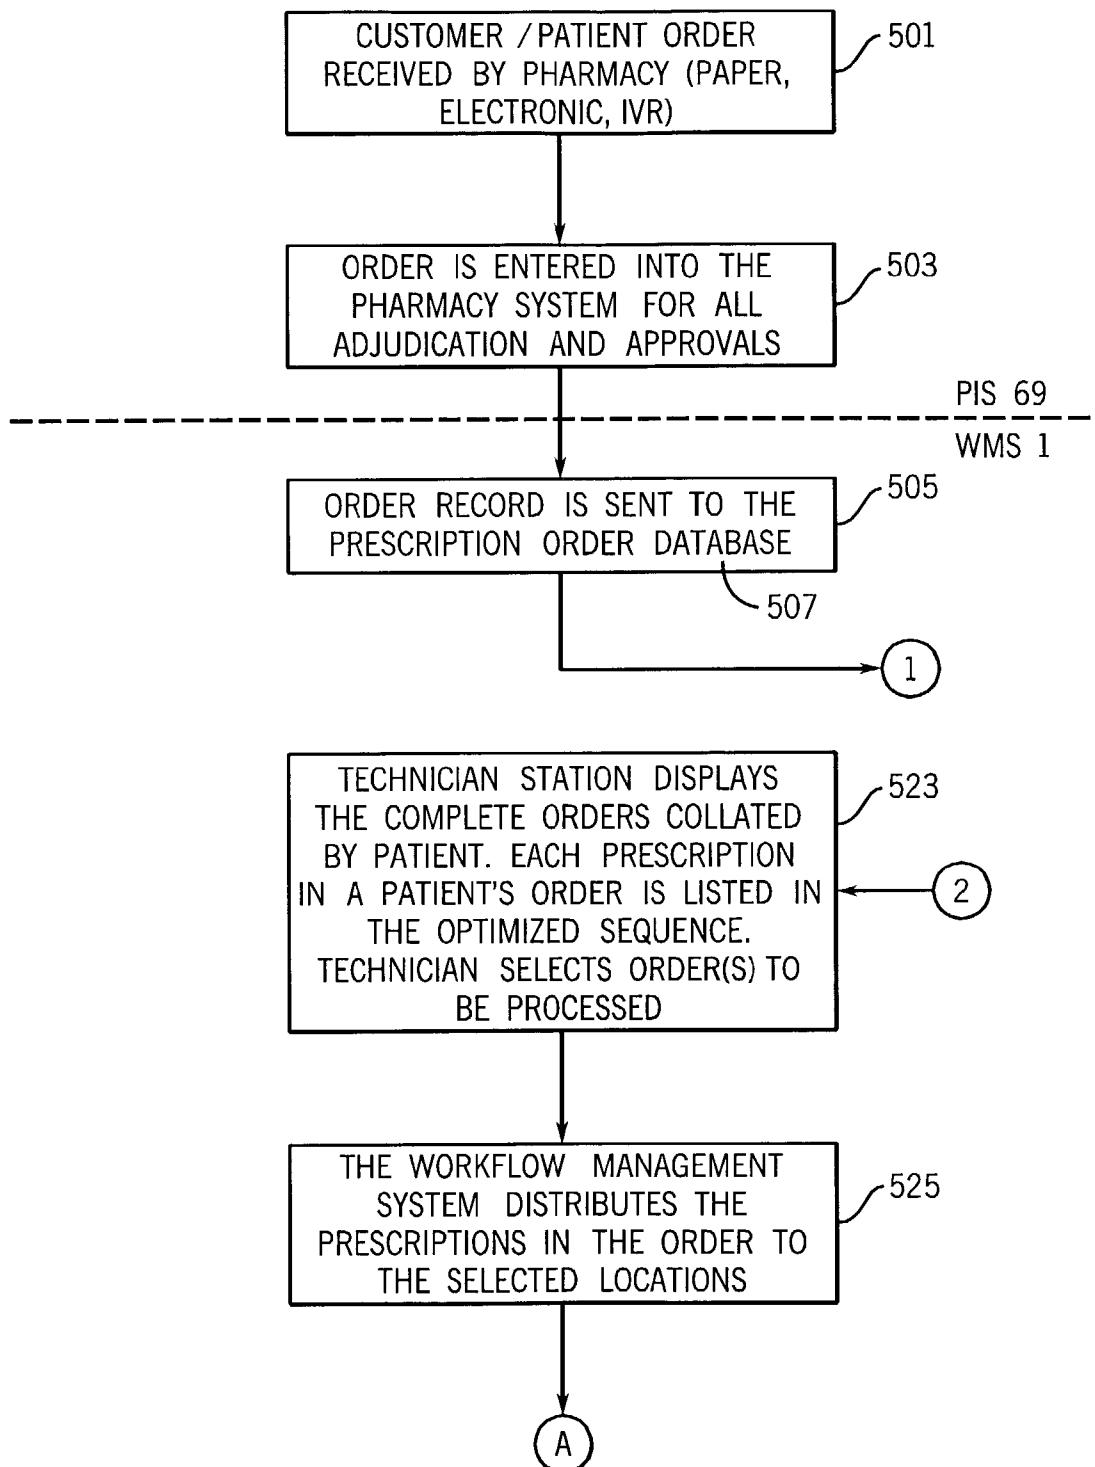 CUSTOMER / PATIENT ORDER
RECEIVED BY PHARMACY (PAPER,
ELECTRONIC, IVR)
501
ORDER IS ENTERED INTO THE
PHARMACY SYSTEM FOR ALL
ADJUDICATION AND APPROVALS
503
PIS 69
WMS 1
ORDER RECORD IS SENT TO THE
PRESCRIPTION ORDER DATABASE
505
507
1
TECHNICIAN STATION DISPLAYS
THE COMPLETE ORDERS COLLATED
BY PATIENT. EACH PRESCRIPTION
IN A PATIENT'S ORDER IS LISTED IN
THE OPTIMIZED SEQUENCE.
TECHNICIAN SELECTS ORDER(S) TO
BE PROCESSED
523
2
THE WORKFLOW MANAGEMENT
SYSTEM DISTRIBUTES THE
PRESCRIPTIONS IN THE ORDER TO
THE SELECTED LOCATIONS
525
A